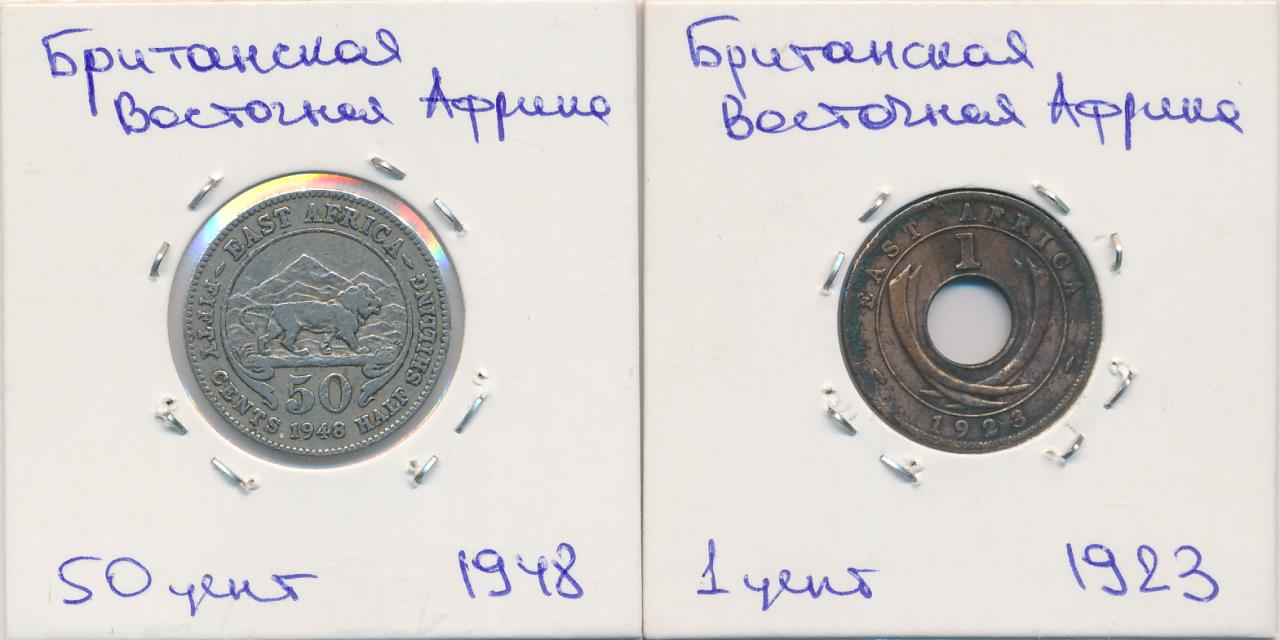 Британская
Восточная Африка
EAST AFRICA
FIFTY CENTS HALF SHILLING
50
1948
50 цент 1948
Британская
Восточная Африка
EAST AFRICA
1
1923
1 цент 1923